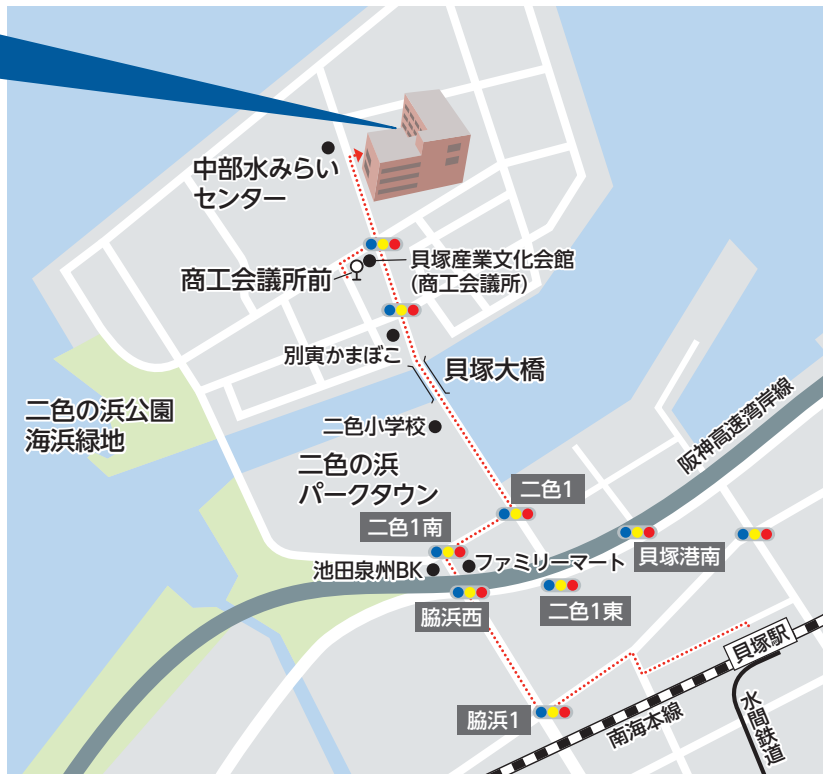 中部水みらい
センター
商工会議所前
貝塚産業文化会館
(商工会議所)
別寅かまぼこ
貝塚大橋
二色の浜公園
海浜緑地
二色小学校
二色の浜
パークタウン
阪神高速湾岸線
二色1
二色1南
池田泉州BK
ファミリーマート
貝塚港南
脇浜西
二色1東
貝塚駅
脇浜1
南海本線
水間鉄道